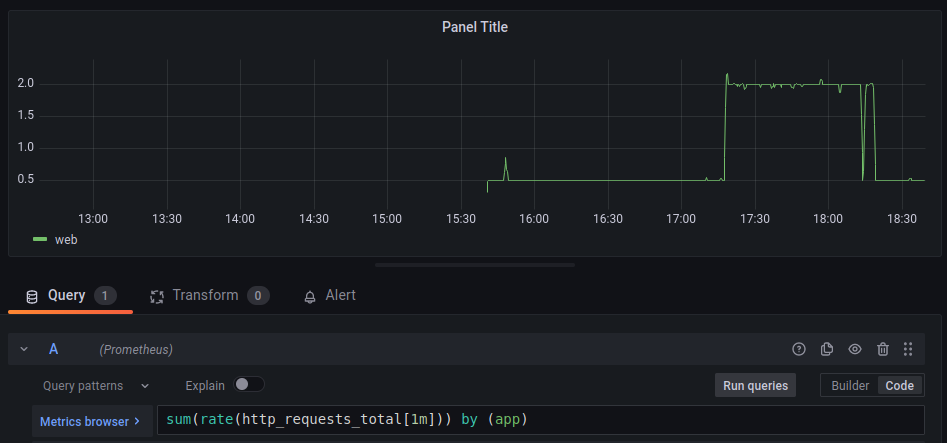 Panel Title
2.0
1.5
1.0
0.5
13:00 13:30 14:00 14:30 15:00 15:30 16:00 16:30 17:00 17:30 18:00 18:30
web
Query 1 Transform 0 Alert
A (Prometheus)
Query patterns Explain Run queries Builder Code
Metrics browser > sum(rate(http_requests_total[1m])) by (app)